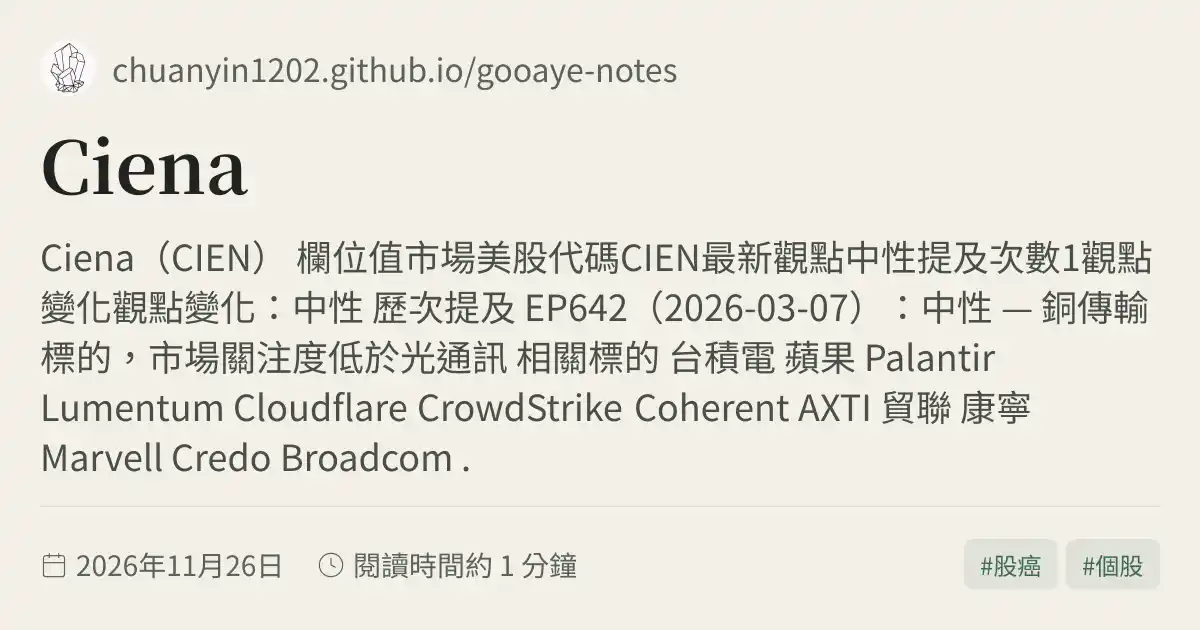 chuanyin1202.github.io/gooaye-notes
Ciena
Ciena（CIEN） 欄位值市場美股代碼CIEN最新觀點中性提及次數1觀點
變化觀點變化：中性 歷次提及 EP642（2026-03-07）：中性 — 銅傳輸
標的，市場關注度低於光通訊 相關標的 台積電 蘋果 Palantir
Lumentum Cloudflare CrowdStrike Coherent AXTI 貿聯 康寧
Marvell Credo Broadcom .
2026年11月26日 閱讀時間約 1 分鐘 #股癌 #個股